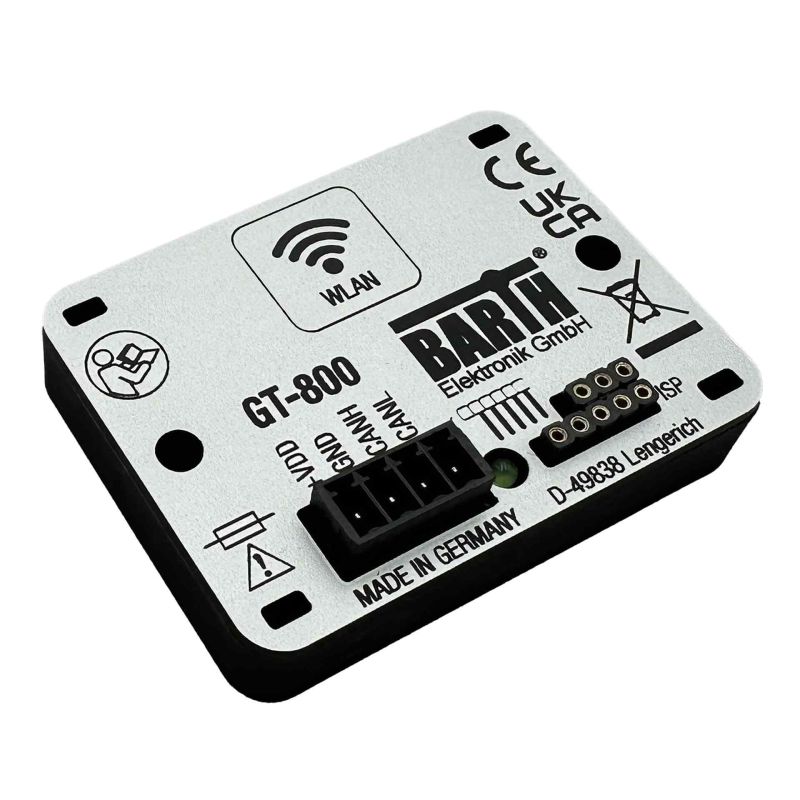 CE
UK
CA
WLAN
BARTH®
Elektronik GmbH
GT-800
+VDD
GND
CANH
CANL
ISP
D-49838 Lengerich
MADE IN GERMANY